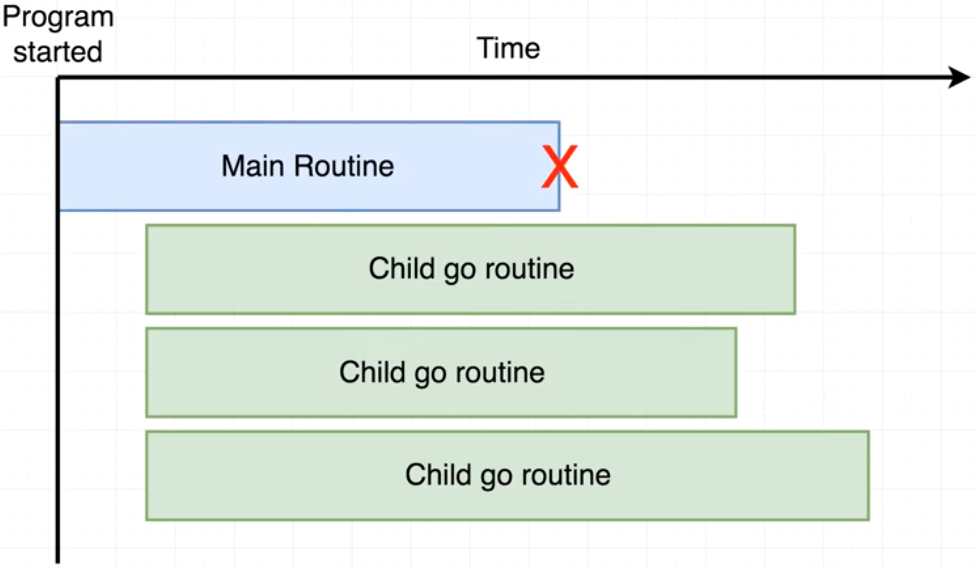 Program
started
Time
Main Routine
X
Child go routine
Child go routine
Child go routine